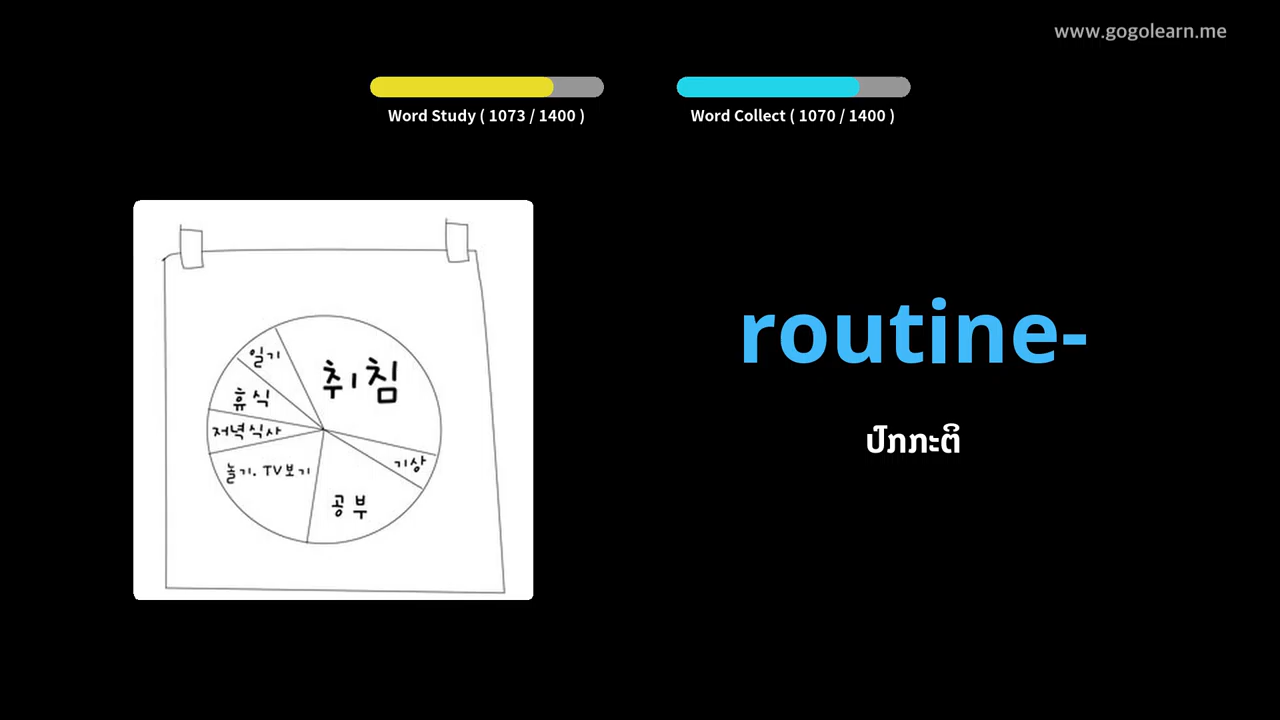 www.gogolearn.me
Word Study ( 1073 / 1400 )
Word Collect ( 1070 / 1400 )
일기
취침
휴식
저녁식사
놀기. TV보기
기상
공부
routine-
ປົກກະຕິ